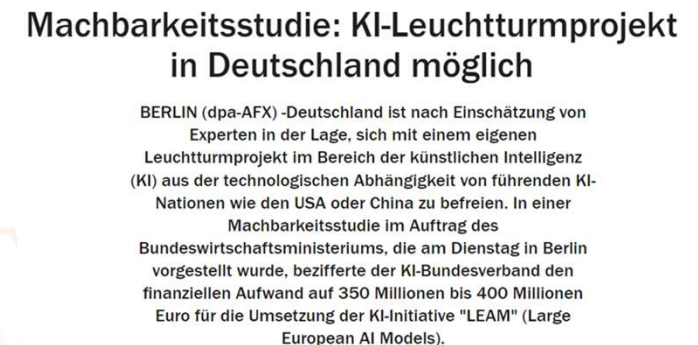 Machbarkeitsstudie: KI-Leuchtturmprojekt
in Deutschland möglich
BERLIN (dpa-AFX) -Deutschland ist nach Einschätzung von
Experten in der Lage, sich mit einem eigenen
Leuchtturmprojekt im Bereich der künstlichen Intelligenz
(KI) aus der technologischen Abhängigkeit von führenden KI-
Nationen wie den USA oder China zu befreien. In einer
Machbarkeitsstudie im Auftrag des
Bundeswirtschaftsministeriums, die am Dienstag in Berlin
vorgestellt wurde, bezifferte der KI-Bundesverband den
finanziellen Aufwand auf 350 Millionen bis 400 Millionen
Euro für die Umsetzung der KI-Initiative "LEAM" (Large
European AI Models).